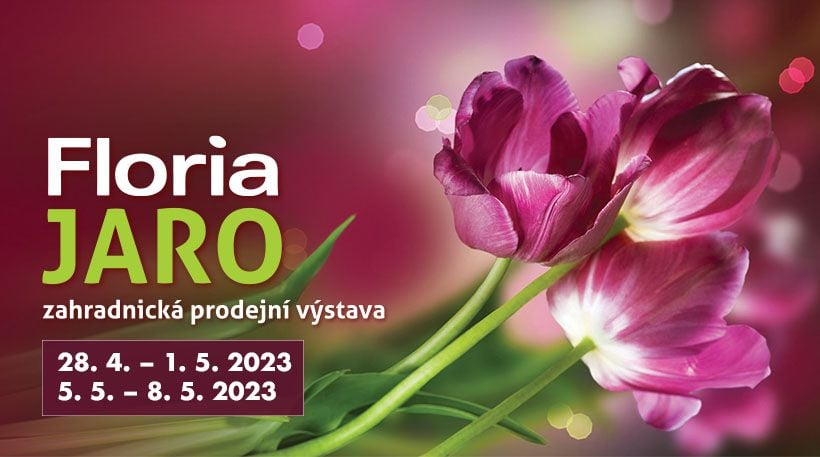 Floria
JARO
zahradnická prodejní výstava
28. 4. – 1. 5. 2023
5. 5. – 8. 5. 2023